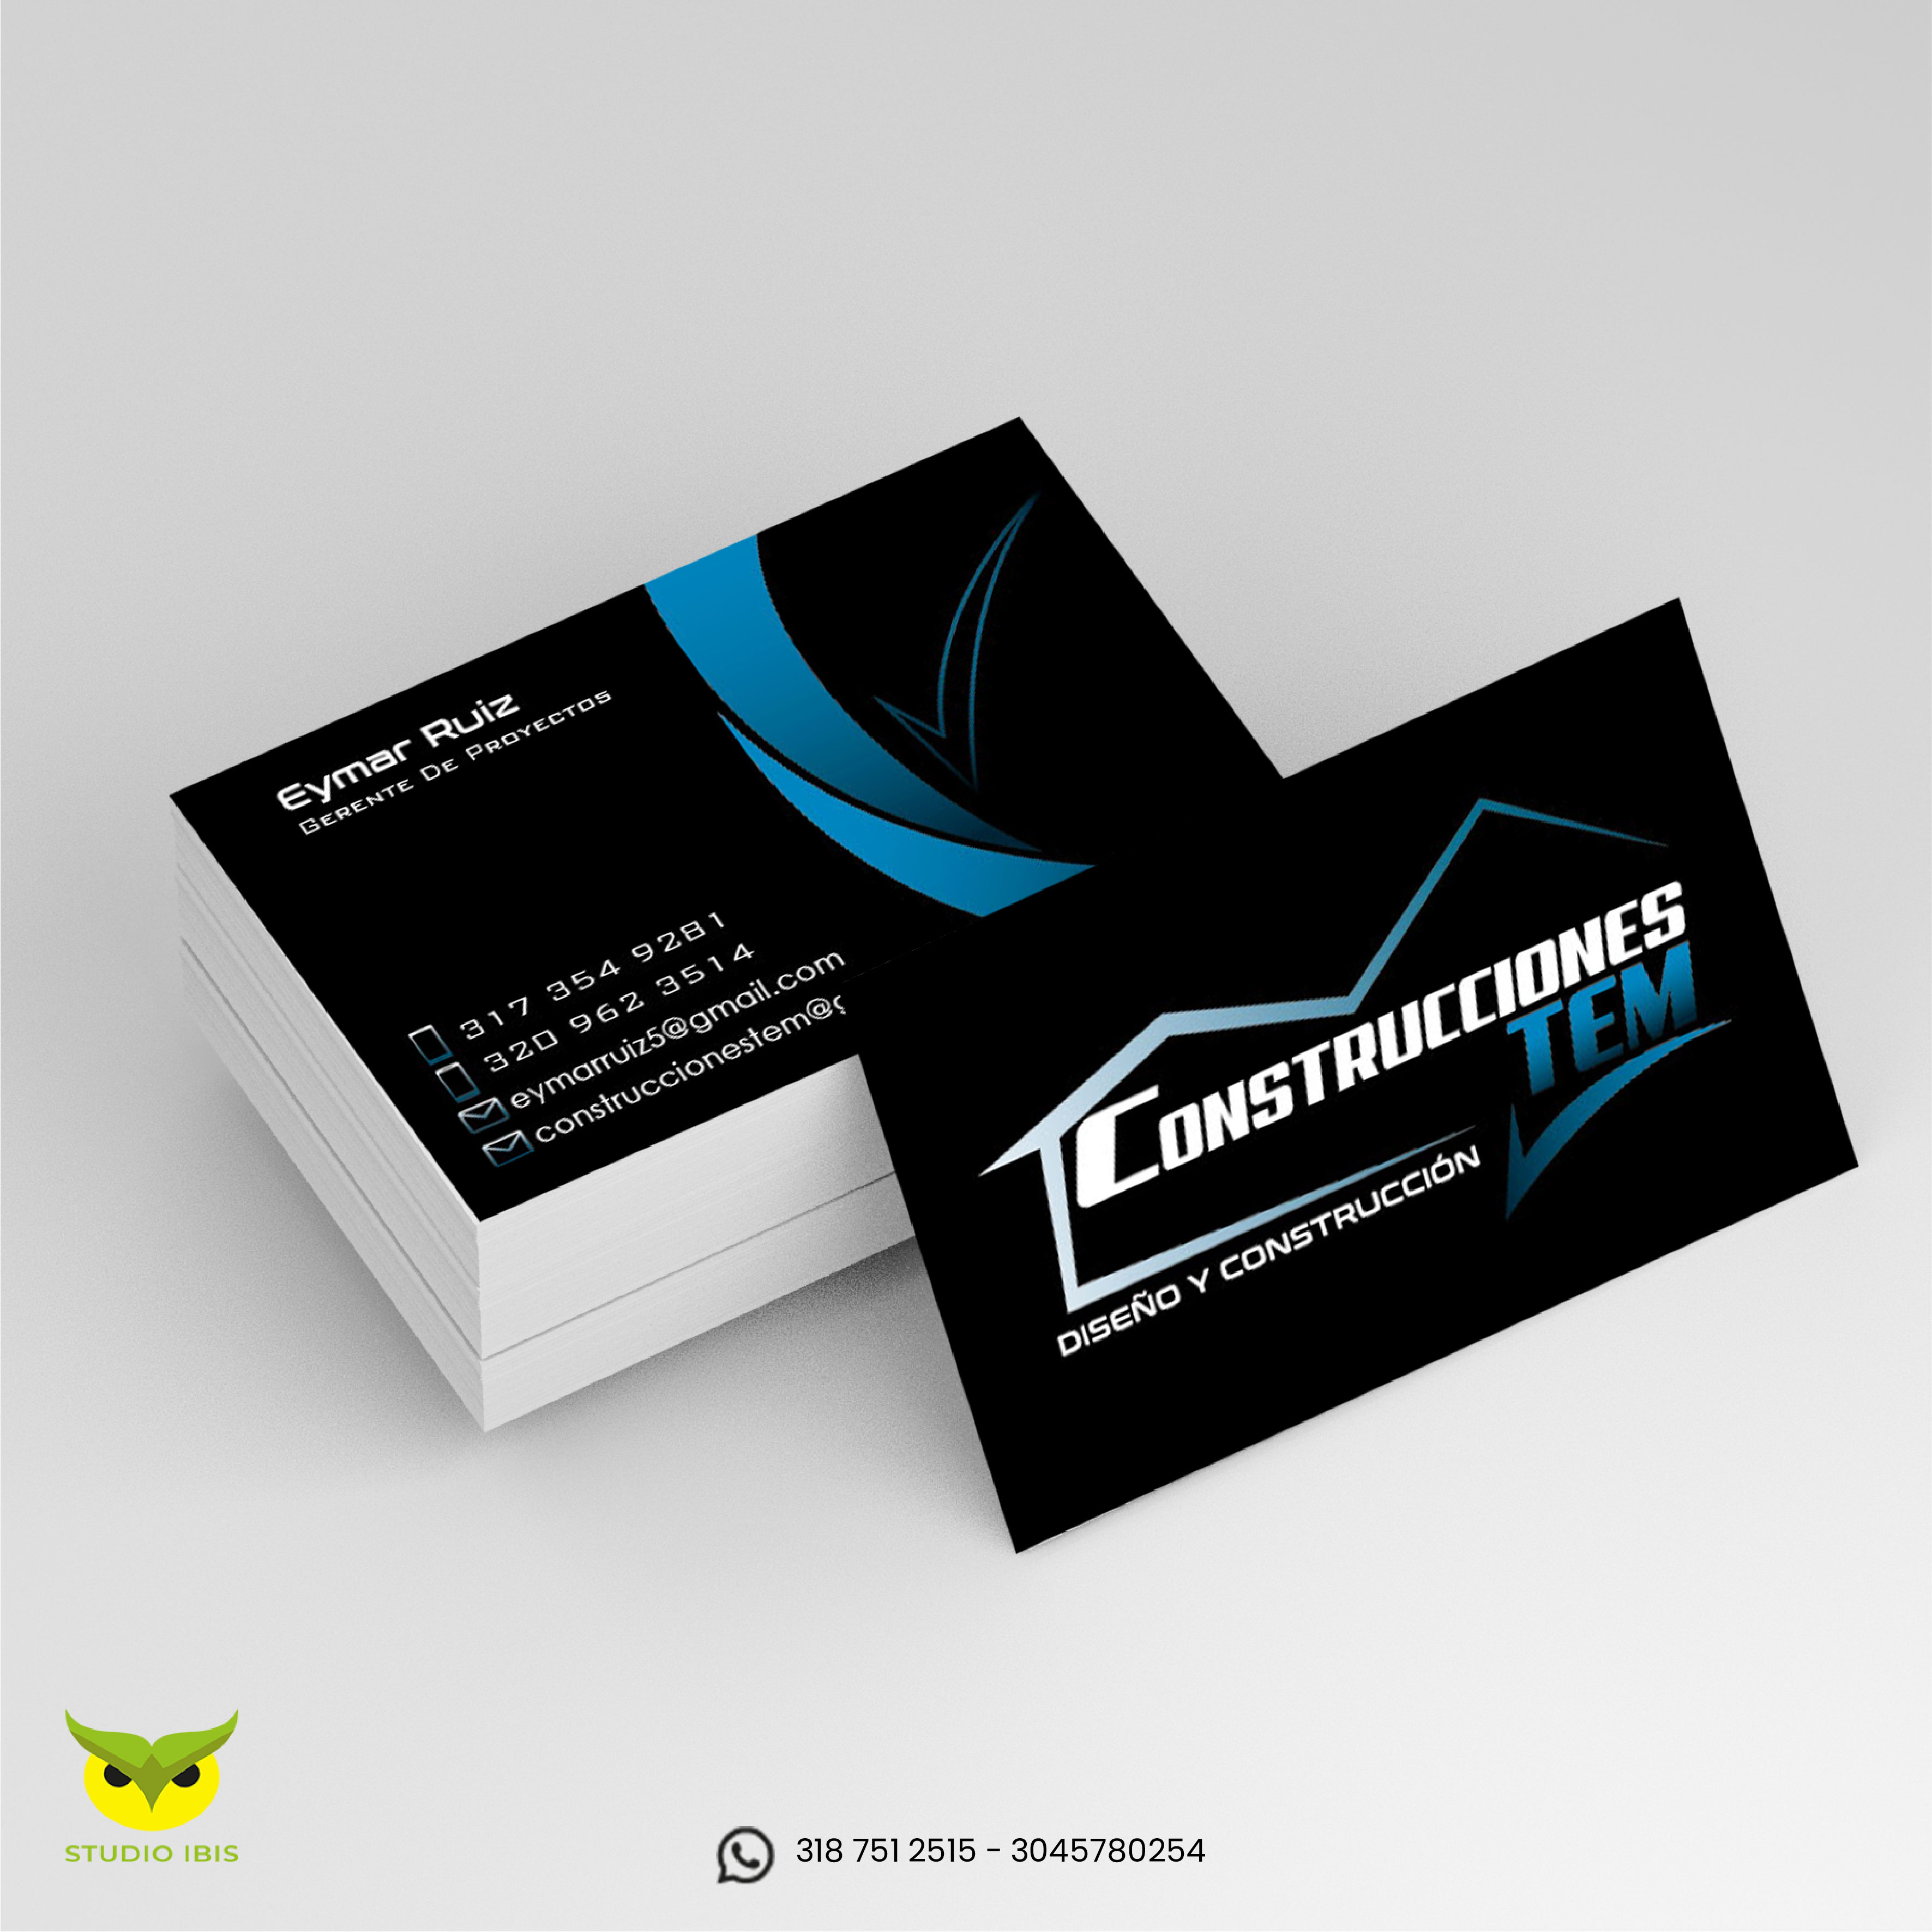 Eymar Ruiz
Gerente De Proyectos
317 354 9281
320 962 3514
eymarruiz5@gmail.com
construccionestem@
CONSTRUCCIONES
TEM
DISEÑO Y CONSTRUCCIÓN
STUDIO IBIS
318 751 2515 - 3045780254